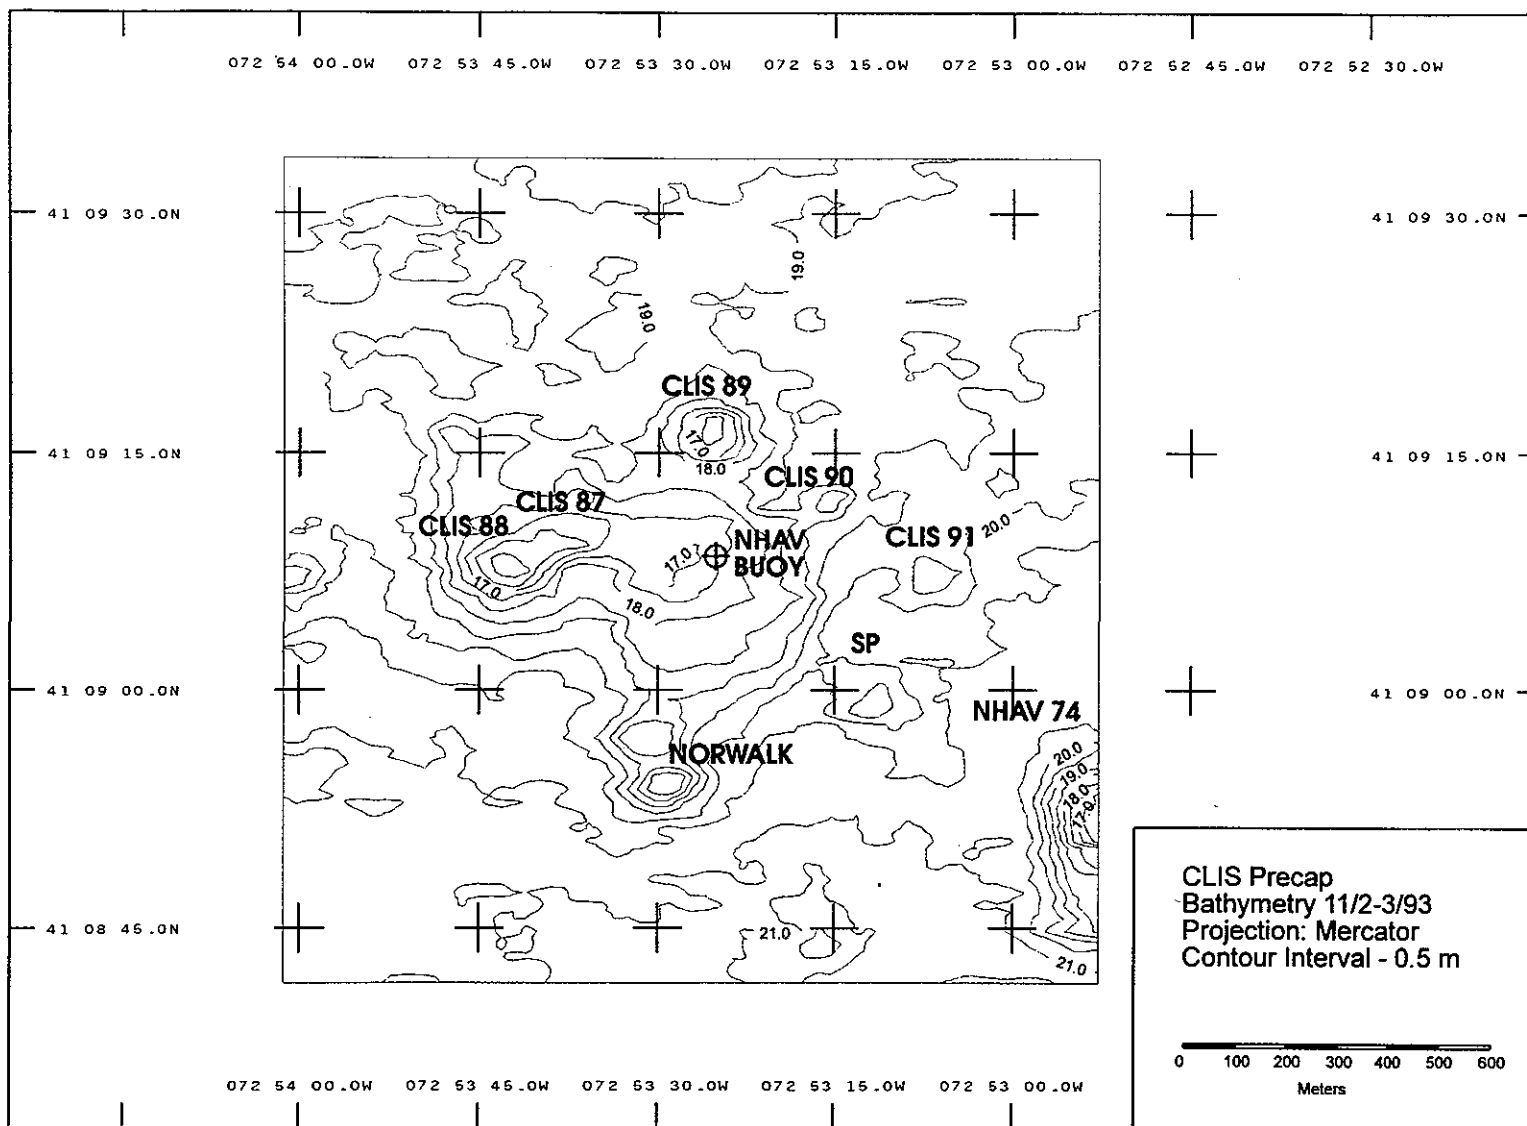 072 54 00.0W 072 53 45.0W 072 53 30.0W 072 53 15.0W 072 53 00.0W 072 52 45.0W 072 52 30.0W
41 09 30.0N
41 09 30.0N
19.0
19.0
CLIS 89
17.0
18.0
41 09 15.0N
41 09 15.0N
CLIS 90
CLIS 87
CLIS 88
20.0
CLIS 91
17.0
NHAV
BUOY
17.0
18.0
SP
41 09 00.0N
41 09 00.0N
NHAV 74
NORWALK
20.0
19.0
18.0
17.0
41 08 45.0N
21.0
21.0
CLIS Precap
Bathymetry 11/2-3/93
Projection: Mercator
Contour Interval - 0.5 m
0 100 200 300 400 500 600
Meters
072 54 00.0W 072 53 45.0W 072 53 30.0W 072 53 15.0W 072 53 00.0W